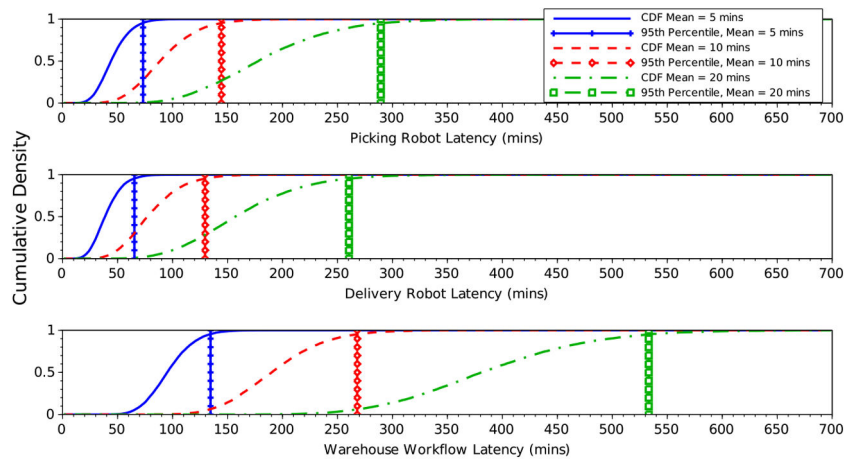 CDF Mean = 5 mins
95th Percentile, Mean = 5 mins
CDF Mean = 10 mins
95th Percentile, Mean = 10 mins
CDF Mean = 20 mins
95th Percentile, Mean = 20 mins
1
0.5
0
0 50 100 150 200 250 300 350 400 450 500 550 600 650 700
Picking Robot Latency (mins)
Cumulative Density
1
0.5
0
0 50 100 150 200 250 300 350 400 450 500 550 600 650 700
Delivery Robot Latency (mins)
1
0.5
0
0 50 100 150 200 250 300 350 400 450 500 550 600 650 700
Warehouse Workflow Latency (mins)